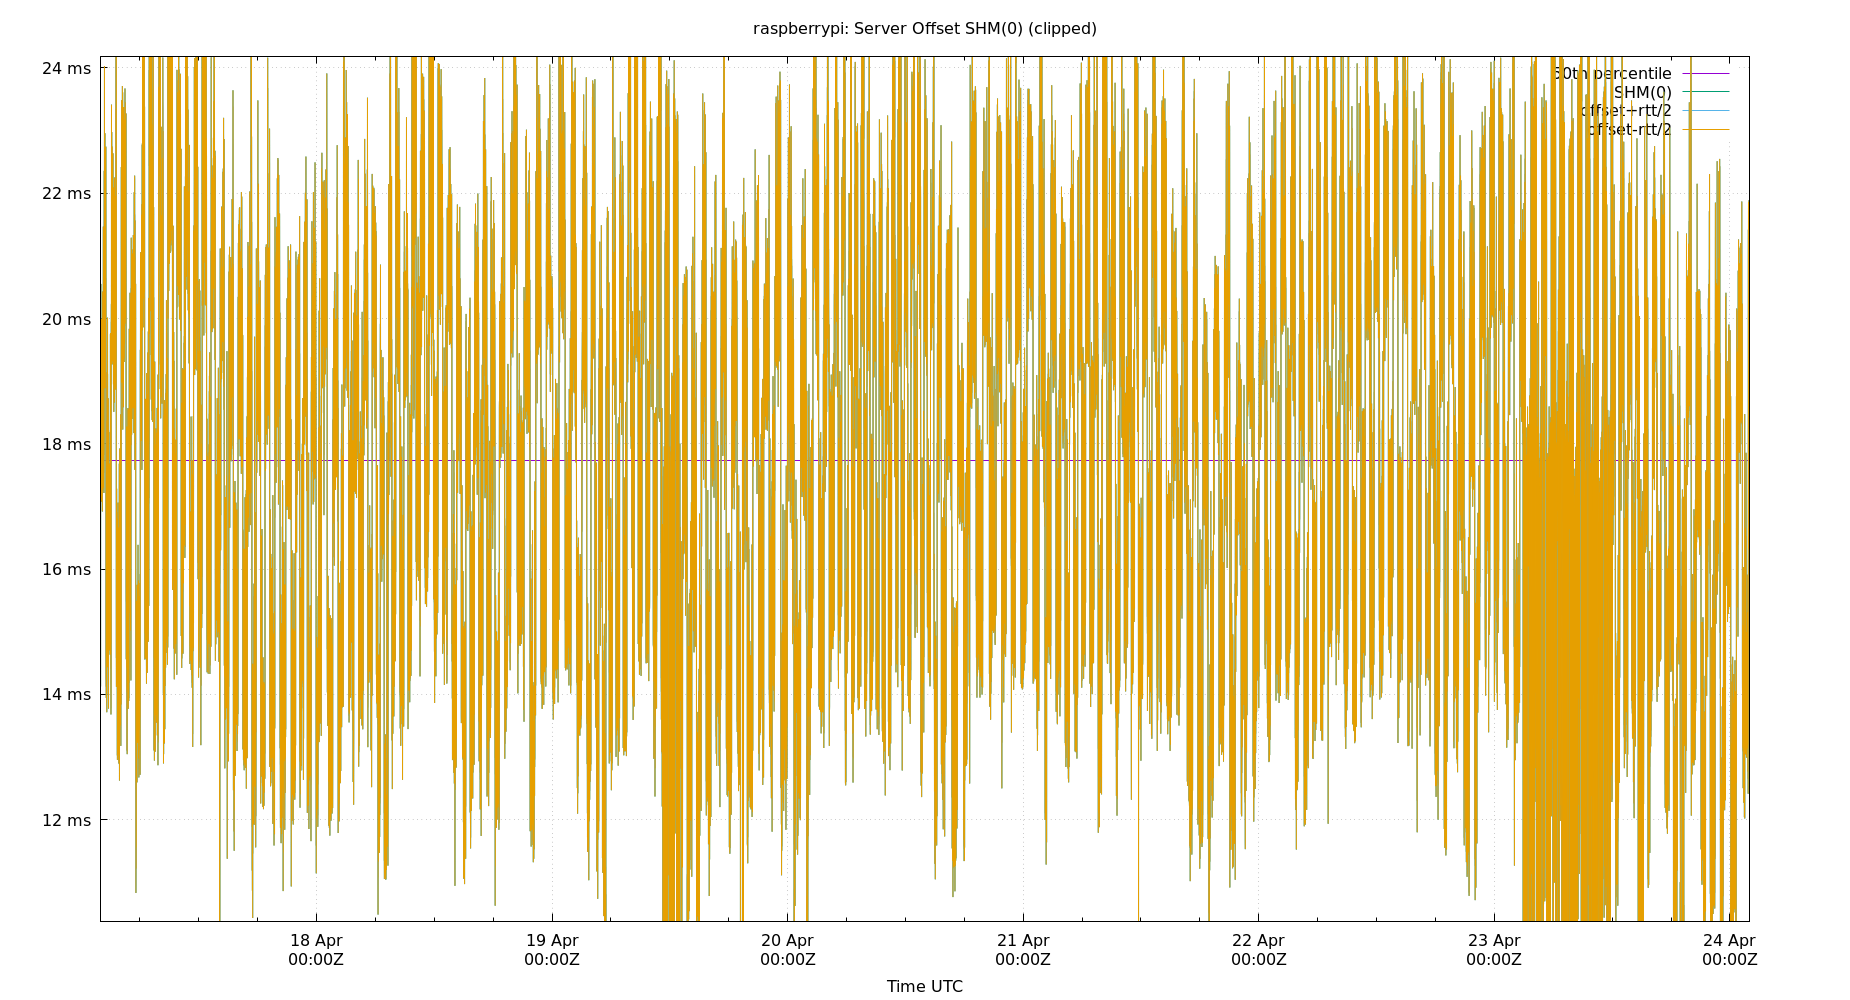 raspberrypi: Server Offset SHM(0) (clipped)
24 ms
22 ms
20 ms
18 ms
16 ms
14 ms
12 ms
50th percentile
SHM(0)
offset+rtt/2
offset-rtt/2
18 Apr 19 Apr 20 Apr 21 Apr 22 Apr 23 Apr 24 Apr
00:00Z 00:00Z 00:00Z 00:00Z 00:00Z 00:00Z 00:00Z
Time UTC